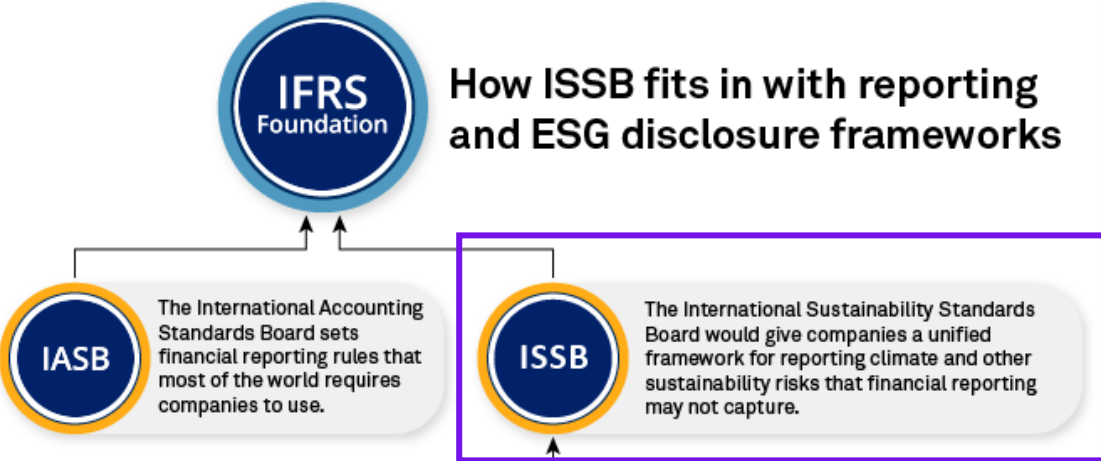 IFRS
Foundation
How ISSB fits in with reporting
and ESG disclosure frameworks
IASB
The International Accounting
Standards Board sets
financial reporting rules that
most of the world requires
companies to use.
ISSB
The International Sustainability Standards
Board would give companies a unified
framework for reporting climate and other
sustainability risks that financial reporting
may not capture.